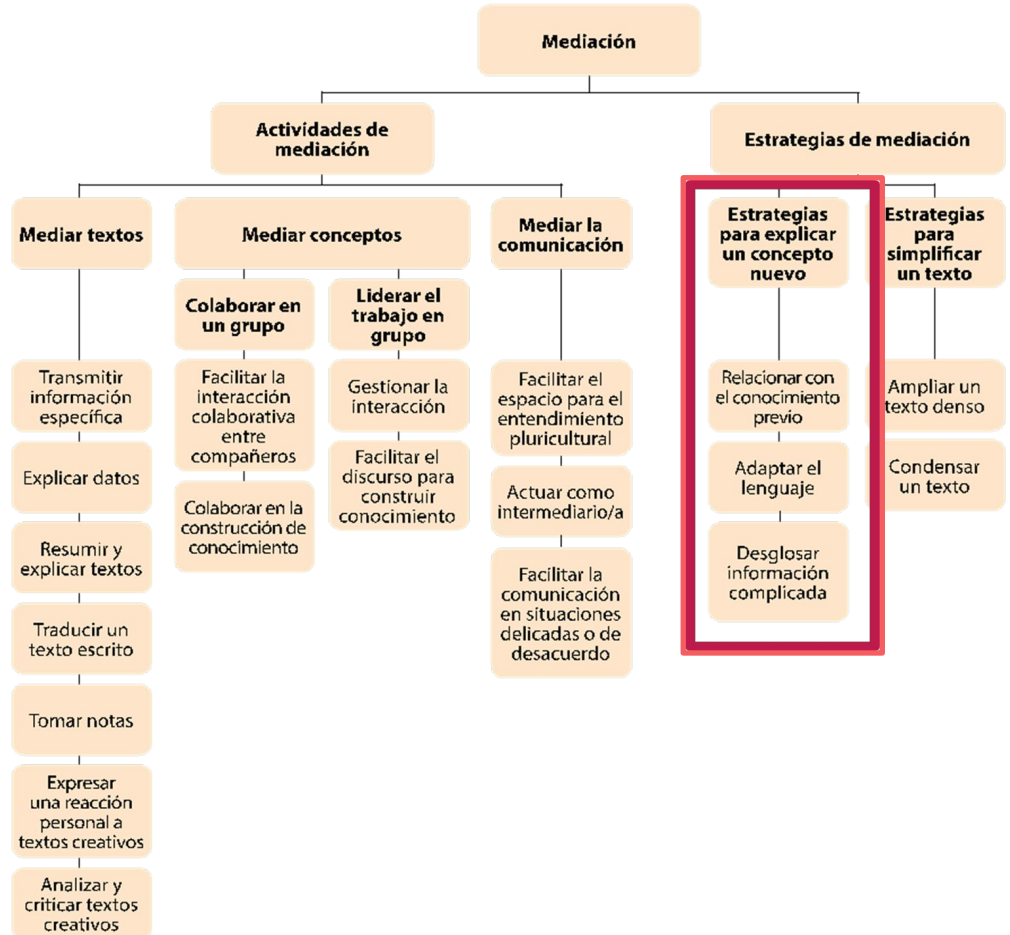 Mediación
Actividades de
mediación
Estrategias de mediación
Mediar textos
Mediar conceptos
Mediar la
comunicación
Estrategias
para explicar
un concepto
nuevo
Estrategias
para
simplificar
un texto
Colaborar en
un grupo
Liderar el
trabajo en
grupo
Transmitir
información
específica
Explicar datos
Resumir y
explicar textos
Traducir un
texto escrito
Tomar notas
Expresar
una reacción
personal a
textos creativos
Analizar y
criticar textos
creativos
Facilitar la
interacción
colaborativa
entre
compañeros
Colaborar en la
construcción de
conocimiento
Gestionar la
interacción
Facilitar el
discurso para
construir
conocimiento
Facilitar el
espacio para el
entendimiento
pluricultural
Actuar como
intermediario/a
Facilitar la
comunicación
en situaciones
delicadas o de
desacuerdo
Relacionar con
el conocimiento
previo
Adaptar el
lenguaje
Desglosar
información
complicada
Ampliar un
texto denso
Condensar
un texto